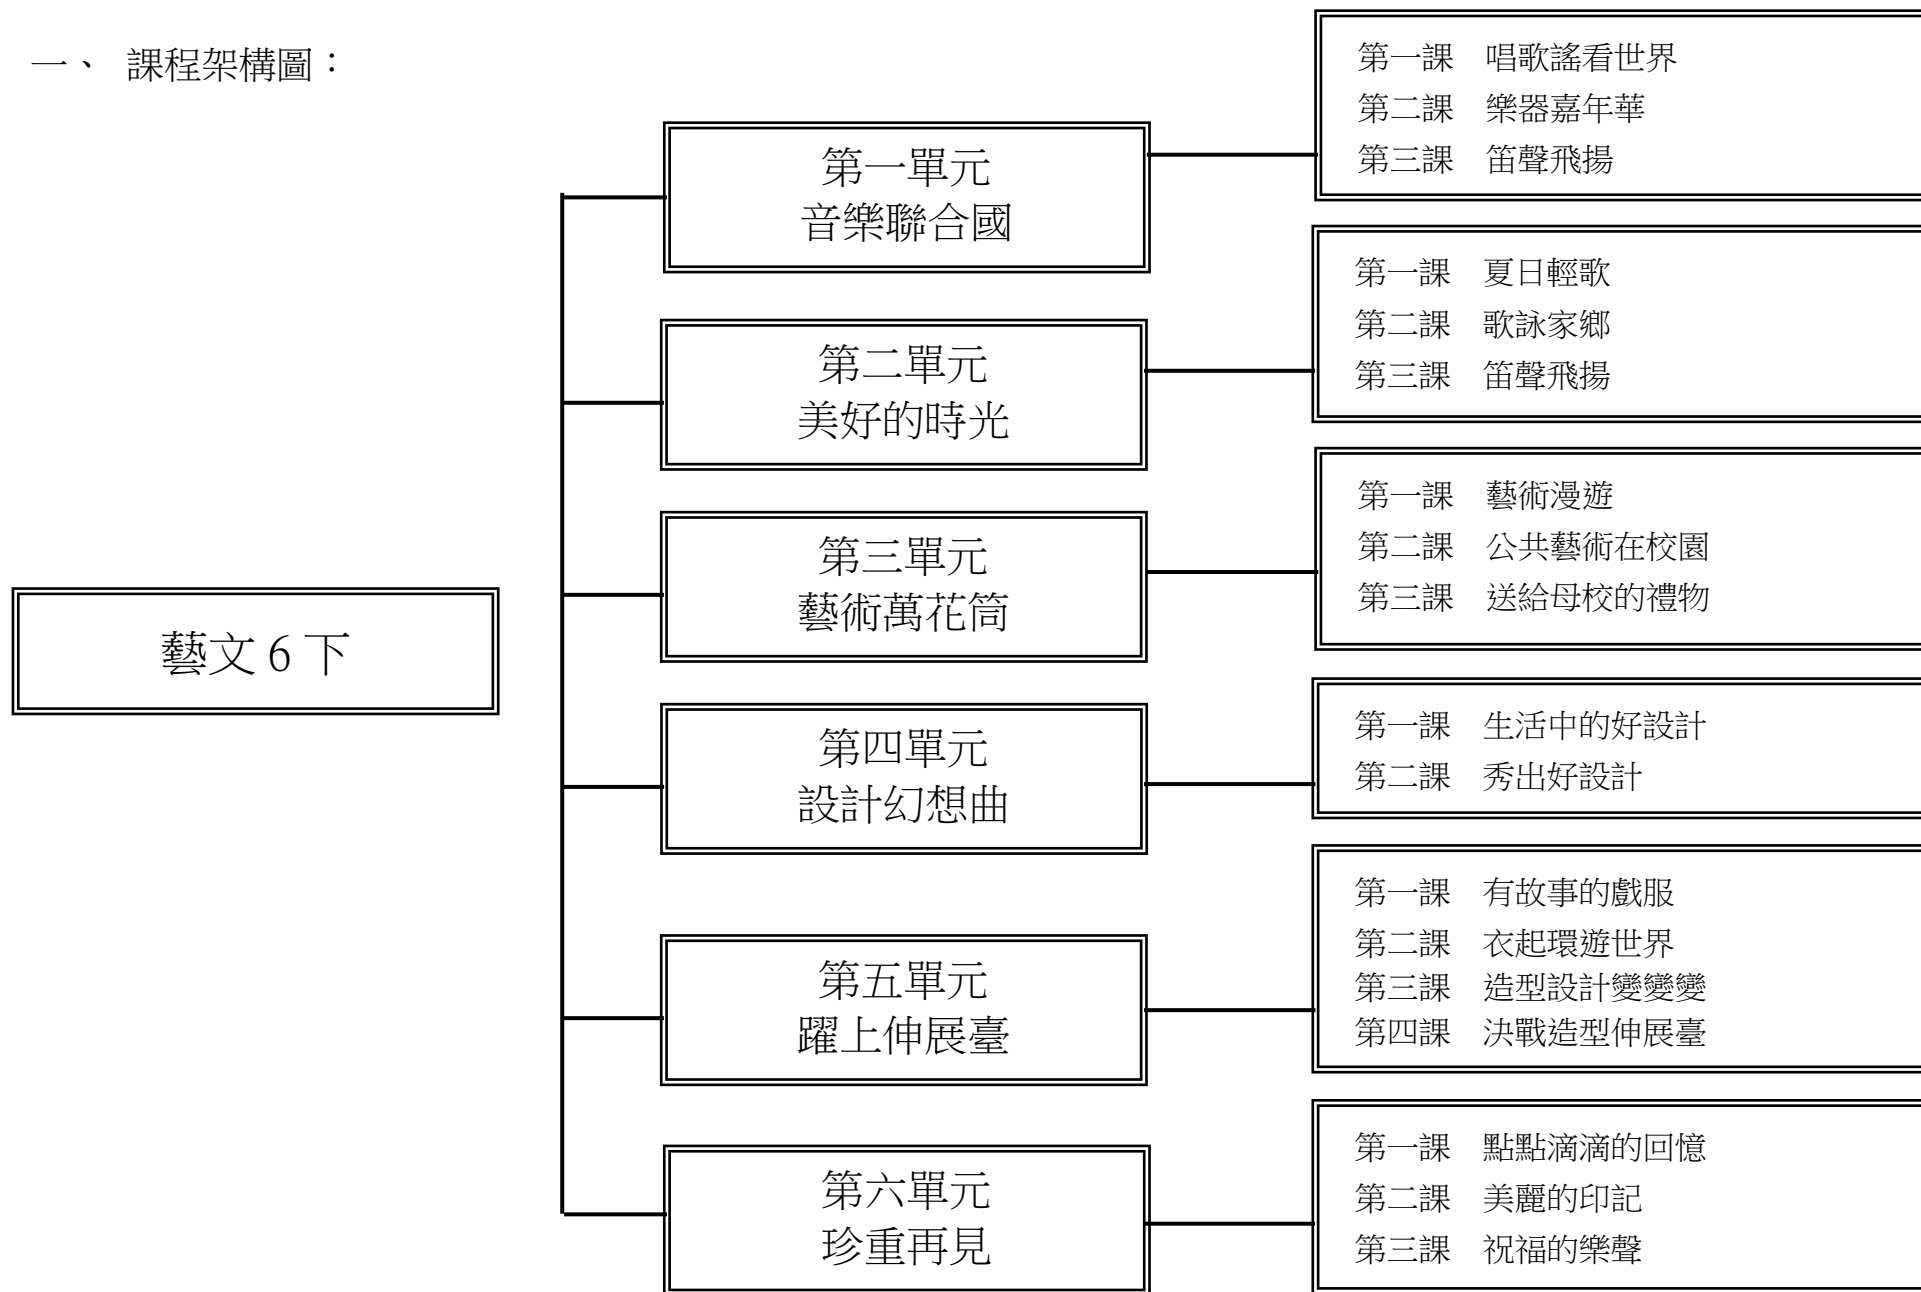 一、 課程架構圖：
藝文6下
第一單元
音樂聯合國
第一課 唱歌謠看世界
第二課 樂器嘉年華
第三課 笛聲飛揚
第二單元
美好的時光
第一課 夏日輕歌
第二課 歌詠家鄉
第三課 笛聲飛揚
第三單元
藝術萬花筒
第一課 藝術漫遊
第二課 公共藝術在校園
第三課 送給母校的禮物
第四單元
設計幻想曲
第一課 生活中的好設計
第二課 秀出好設計
第五單元
躍上伸展臺
第一課 有故事的戲服
第二課 衣起環遊世界
第三課 造型設計變變變
第四課 決戰造型伸展臺
第六單元
珍重再見
第一課 點點滴滴的回憶
第二課 美麗的印記
第三課 祝福的樂聲